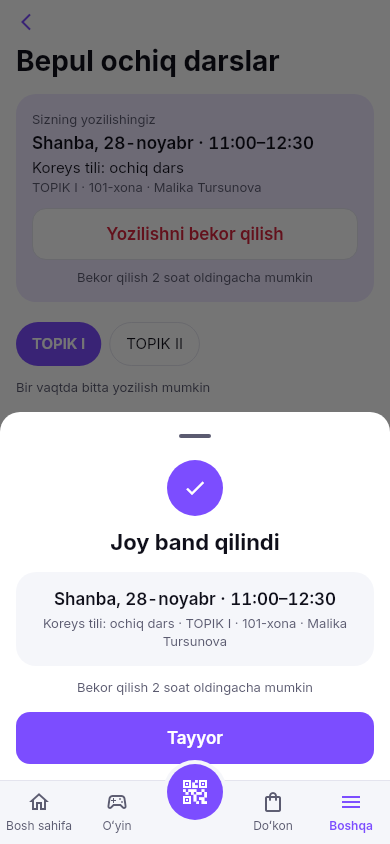 Bepul ochiq darslar
Sizning yozilishingiz
Shanba, 28-noyabr · 11:00–12:30
Koreys tili: ochiq dars
TOPIK I · 101-xona · Malika Tursunova
Yozilishni bekor qilish
Bekor qilish 2 soat oldingacha mumkin
TOPIK I
TOPIK II
Bir vaqtda bitta yozilish mumkin
Joy band qilindi
Shanba, 28-noyabr · 11:00–12:30
Koreys tili: ochiq dars · TOPIK I · 101-xona · Malika
Tursunova
Bekor qilish 2 soat oldingacha mumkin
Tayyor
Bosh sahifa
O‘yin
Do‘kon
Boshqa